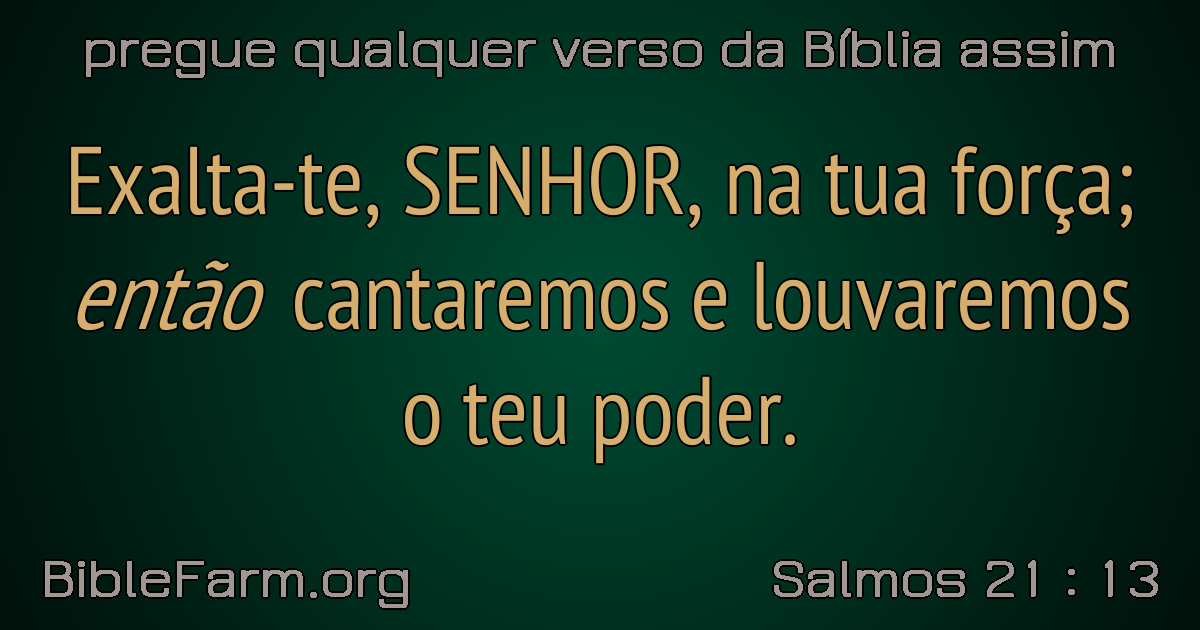 pregue qualquer verso da Bíblia assim
Exalta-te, SENHOR, na tua força;
então cantaremos e louvaremos
o teu poder.
BibleFarm.org
Salmos 21 : 13